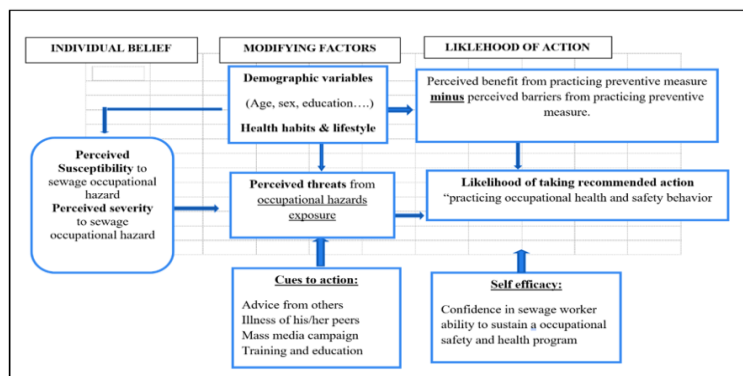 INDIVIDUAL BELIEF
MODIFYING FACTORS
LIKLEHOOD OF ACTION
Demographic variables
(Age, sex, education....)
Health habits & lifestyle
Perceived benefit from practicing preventive measure
minus perceived barriers from practicing preventive
measure.
Perceived
Susceptibility to
sewage occupational
hazard
Perceived severity
to sewage
occupational hazard
Perceived threats from
occupational hazards
exposure
Likelihood of taking recommended action
“practicing occupational health and safety behavior
Cues to action:
Advice from others
Illness of his/her peers
Mass media campaign
Training and education
Self efficacy:
Confidence in sewage worker
ability to sustain a occupational
safety and health program